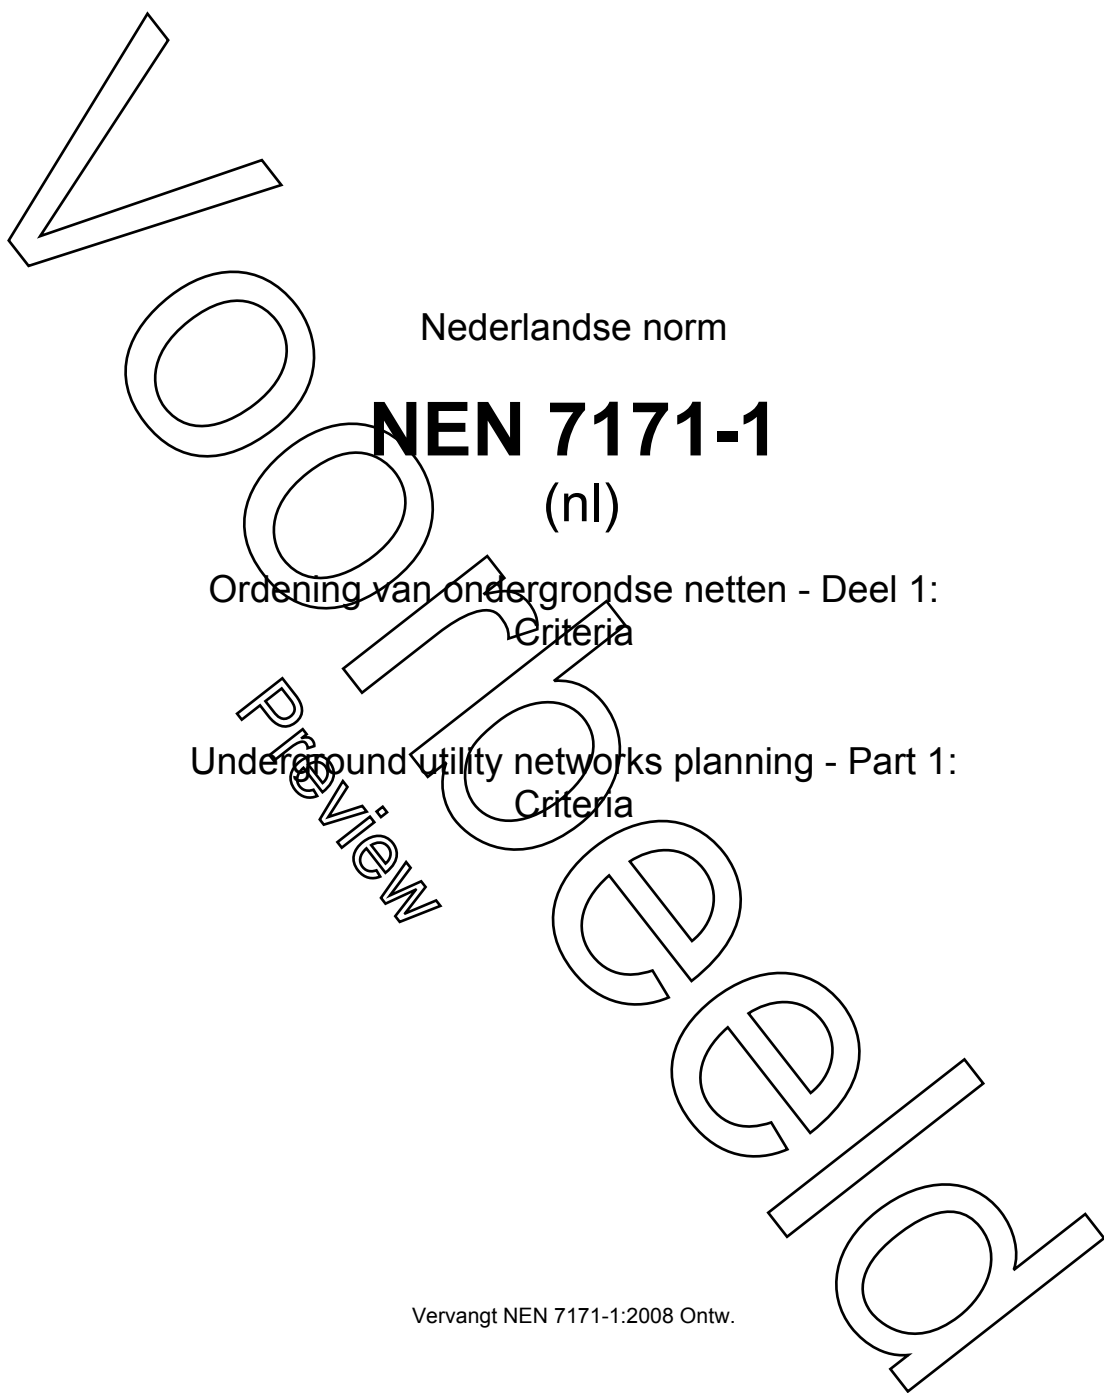 Nederlandse norm
NEN 7171-1
(nl)
Ordening van ondergrondse netten - Deel 1:
Criteria
Underground utility networks planning - Part 1:
Criteria
Vervangt NEN 7171-1:2008 Ontw.
Voorbeeld
Preview